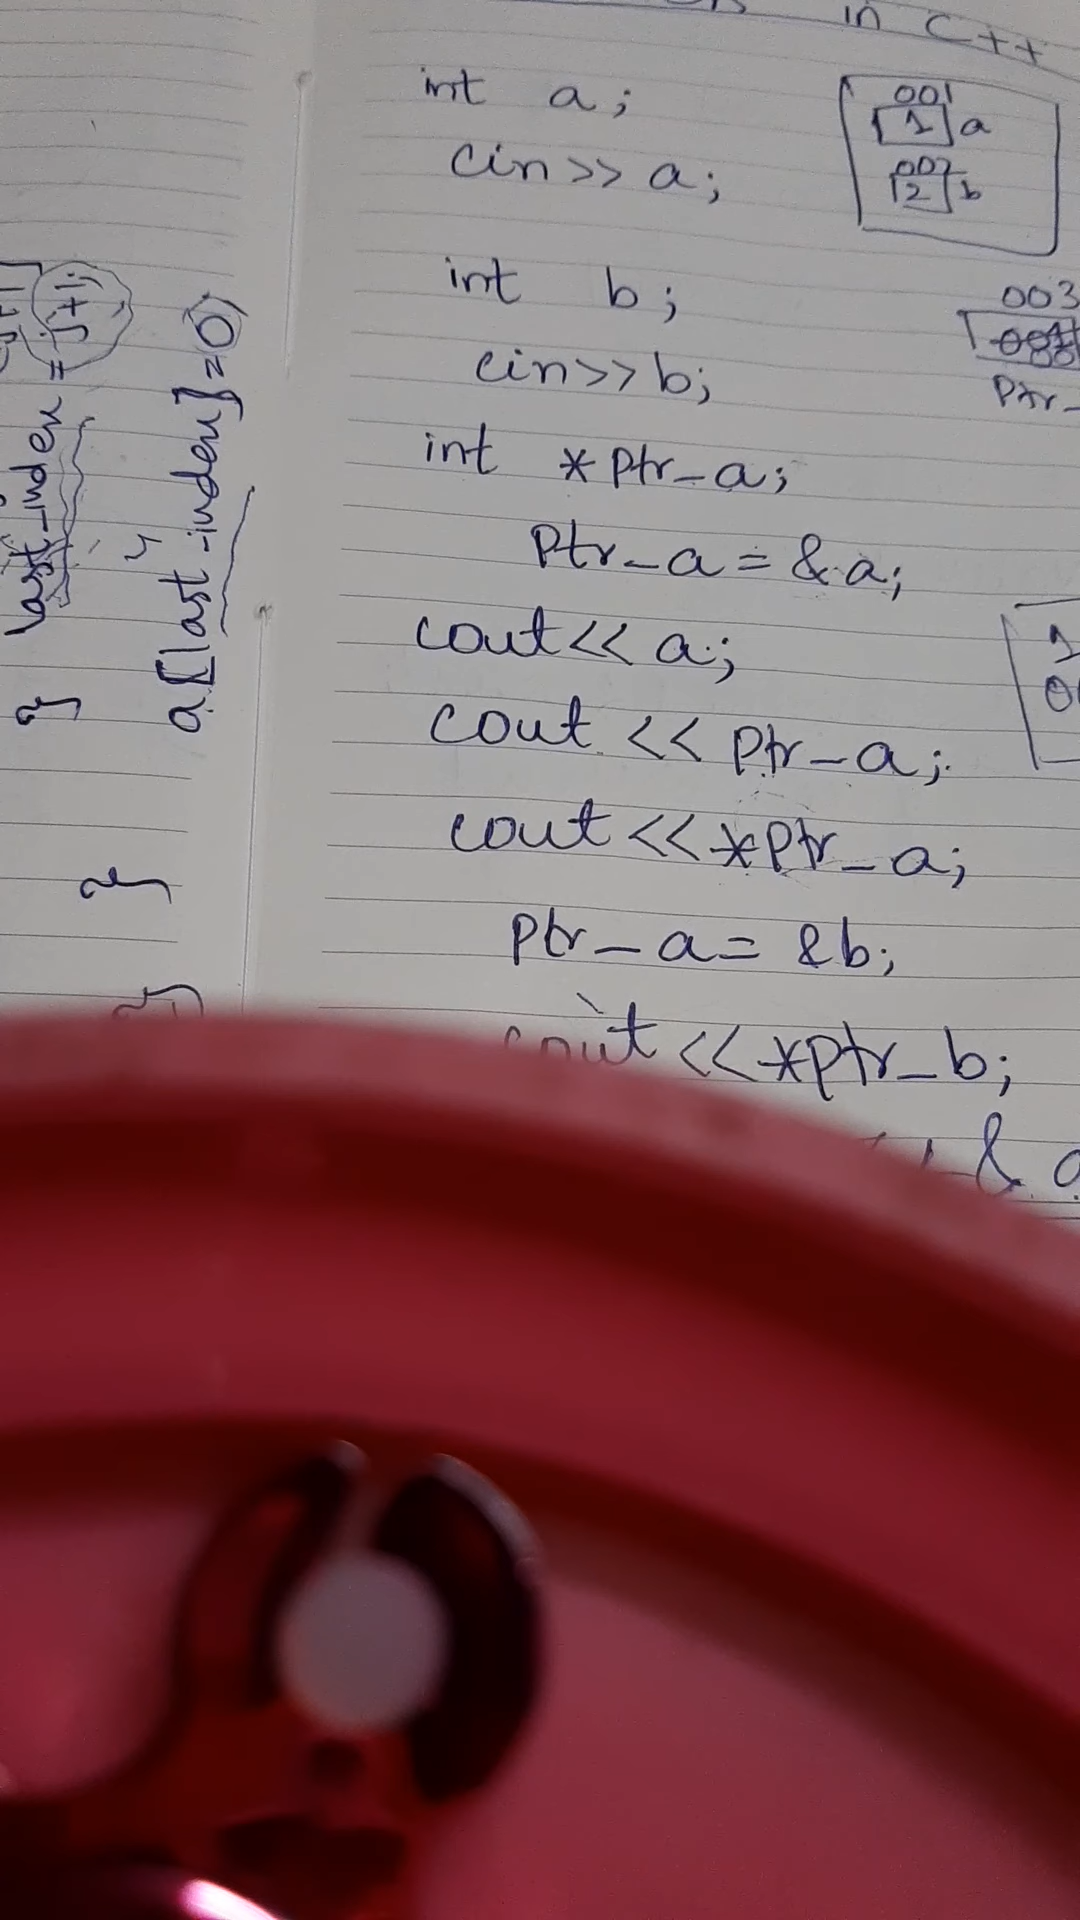 in C++
int a;
cin>> a;
001
1 a
002
2 b
int b;
cin>>b;
003
int *ptr_a;
ptr_a = &a;
cout<< a;
cout << ptr_a;
cout <<*ptr_a;
ptr_a = &b;
cout <<*ptr_b;
&
last_index = j+1;
}
a[last_index]=0;
}
}